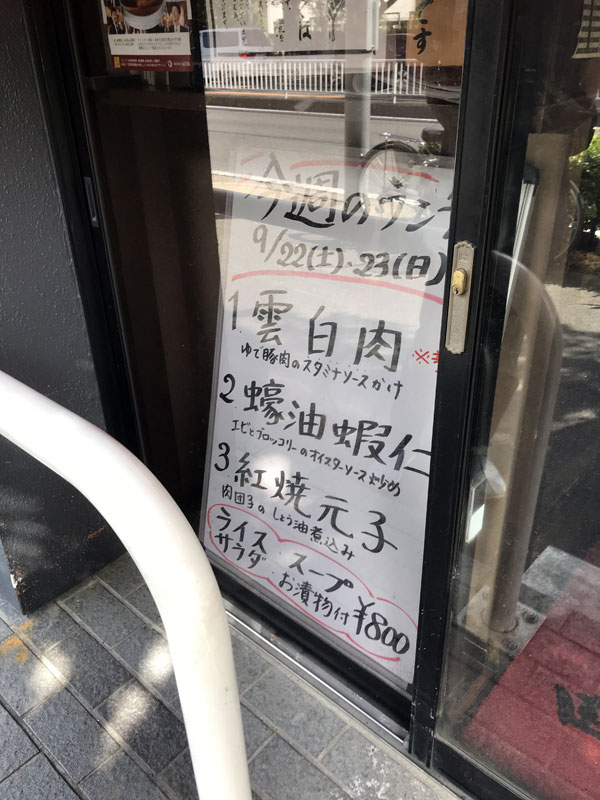 す
は
今週のラン
9/22(土)・23(日)
1 雲白肉
ゆで豚肉のスタミナソースかけ
※
2 蠔油蝦仁
エビとブロッコリーのオイスターソース炒め
3 紅焼元子
肉団子のしょう油煮込み
ライス スープ
サラダ お漬物付 ¥800